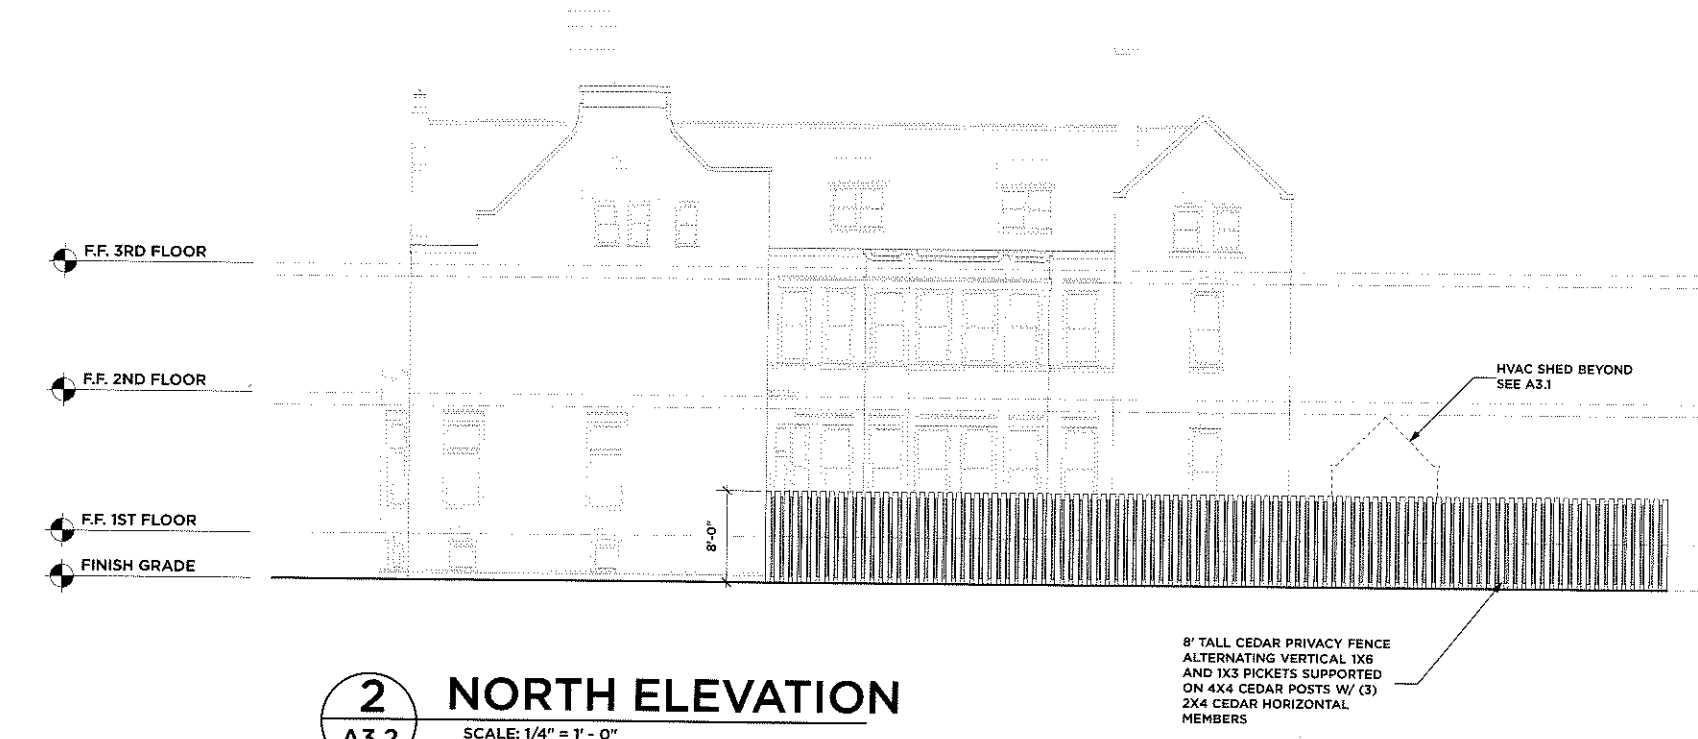 F.F. 3RD FLOOR
F.F. 2ND FLOOR
HVAC SHED BEYOND
SEE A3.1
F.F. 1ST FLOOR
8'-0"
FINISH GRADE
8' TALL CEDAR PRIVACY FENCE
ALTERNATING VERTICAL 1X6
AND 1X3 PICKETS SUPPORTED
ON 4X4 CEDAR POSTS W/ (3)
2X4 CEDAR HORIZONTAL
MEMBERS
2 NORTH ELEVATION
A3.2 SCALE: 1/4" = 1' - 0"